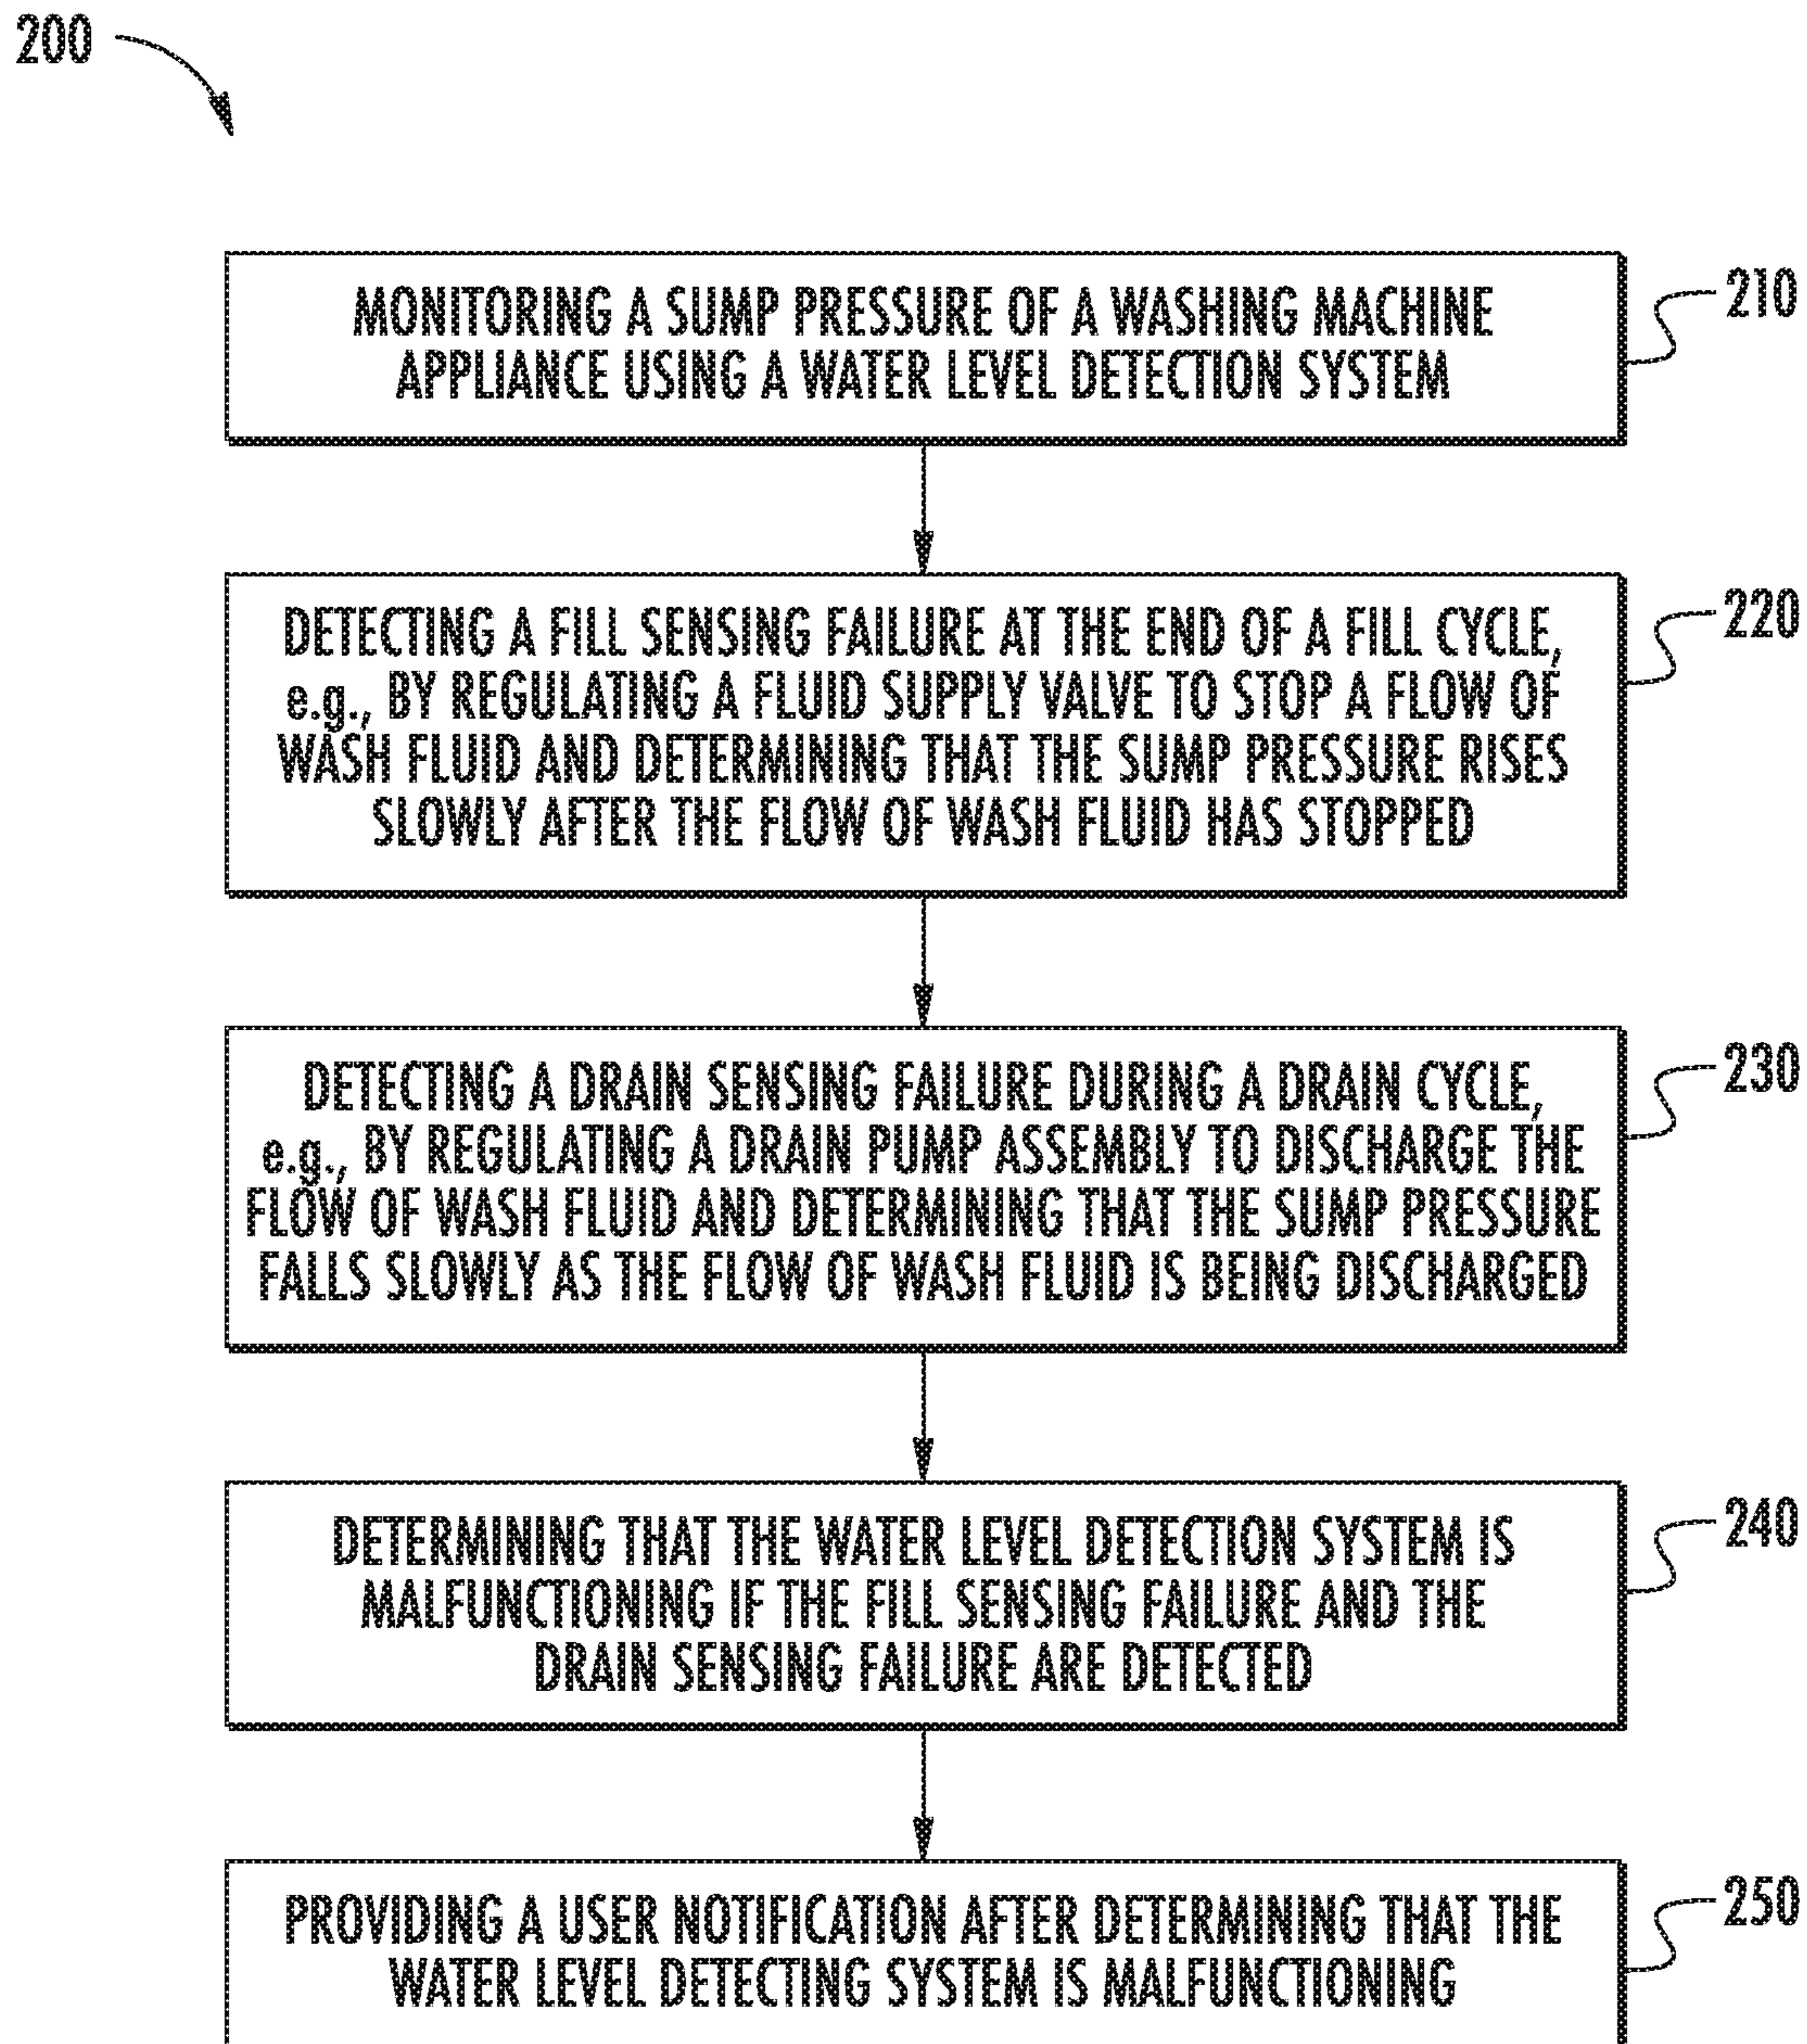 200
MONITORING A SUMP PRESSURE OF A WASHING MACHINE
APPLIANCE USING A WATER LEVEL DETECTION SYSTEM
210
DETECTING A FILL SENSING FAILURE AT THE END OF A FILL CYCLE,
e.g., BY REGULATING A FLUID SUPPLY VALVE TO STOP A FLOW OF
WASH FLUID AND DETERMINING THAT THE SUMP PRESSURE RISES
SLOWLY AFTER THE FLOW OF WASH FLUID HAS STOPPED
220
DETECTING A DRAIN SENSING FAILURE DURING A DRAIN CYCLE,
e.g., BY REGULATING A DRAIN PUMP ASSEMBLY TO DISCHARGE THE
FLOW OF WASH FLUID AND DETERMINING THAT THE SUMP PRESSURE
FALLS SLOWLY AS THE FLOW OF WASH FLUID IS BEING DISCHARGED
230
DETERMINING THAT THE WATER LEVEL DETECTION SYSTEM IS
MALFUNCTIONING IF THE FILL SENSING FAILURE AND THE
DRAIN SENSING FAILURE ARE DETECTED
240
PROVIDING A USER NOTIFICATION AFTER DETERMINING THAT THE
WATER LEVEL DETECTING SYSTEM IS MALFUNCTIONING
250